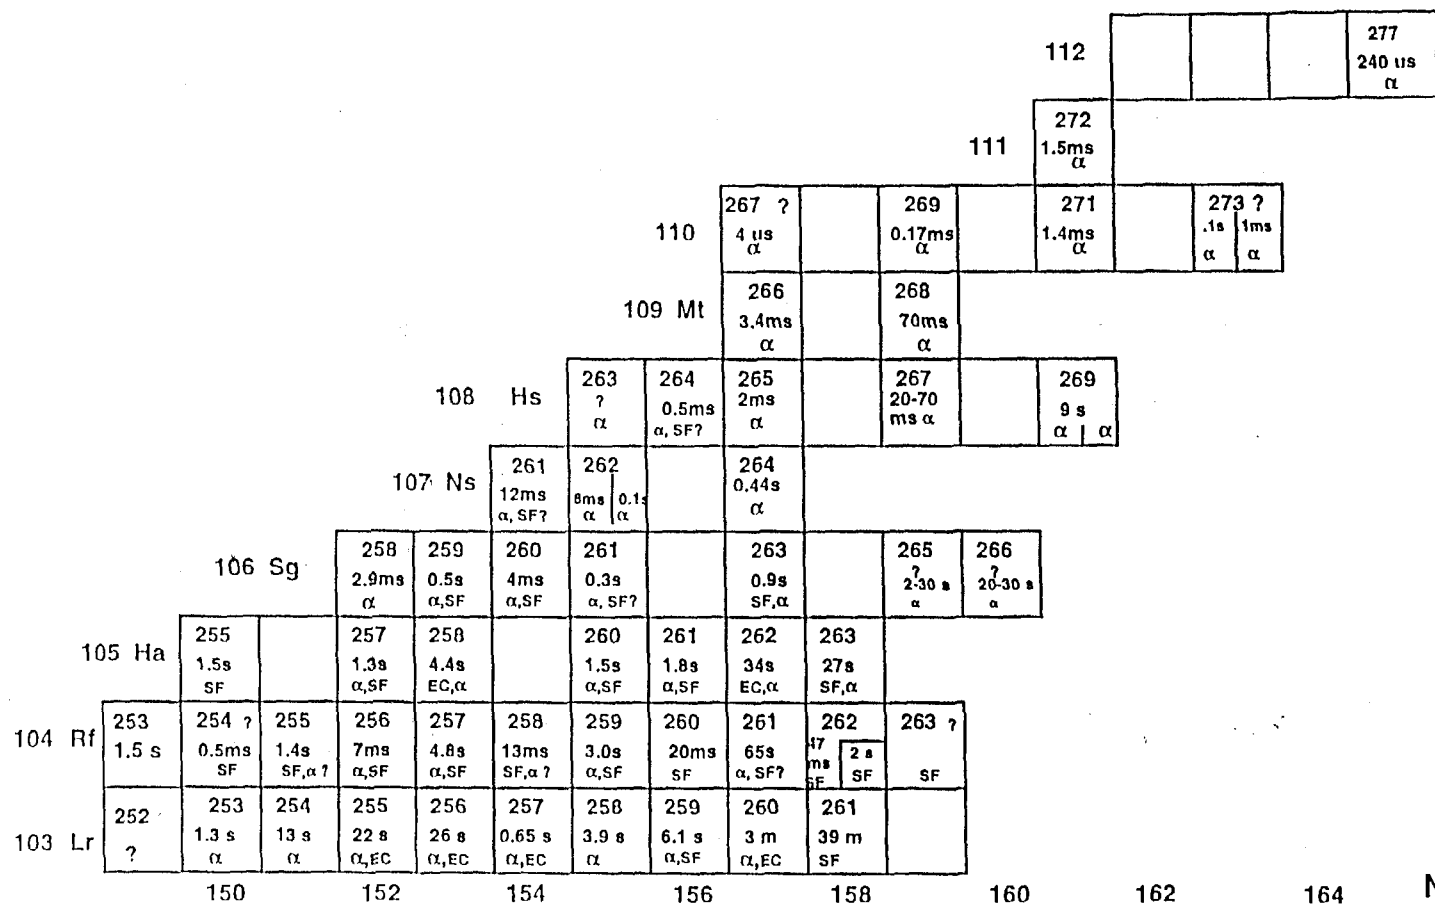 277
112
240 us
α
272
111
1.5ms
α
267 ? 269 271 273 ?
110
4 us 0.17ms 1.4ms .1s 1ms
α α α α α
266 268
109 Mt
3.4ms 70ms
α α
263 264 265 267 269
108 Hs
? 0.5ms 2ms 20-70 9 s
α α, SF? α ms α α α
261 262 264
107 Ns
12ms 6ms 0.1s 0.44s
α, SF? α α α
258 259 260 261 263 265 266
106 Sg
? ?
2.9ms 0.5s 4ms 0.3s 0.9s 2-30 s 20-30 s
α α,SF α,SF α, SF? SF,α α α
255 257 258 260 261 262 263
105 Ha
1.5s 1.3s 4.4s 1.5s 1.8s 34s 27s
SF α,SF EC,α α,SF α,SF EC,α SF,α
253 254 ? 255 256 257 258 259 260 261 262 263 ?
104 Rf
1.5 s 0.5ms 1.4s 7ms 4.8s 13ms 3.0s 20ms 65s 47 ms 2 s
SF SF,α ? α,SF α,SF SF,α ? α,SF SF α, SF? SF SF SF
252 253 254 255 256 257 258 259 260 261
103 Lr
? 1.3 s 13 s 22 s 26 s 0.65 s 3.9 s 6.1 s 3 m 39 m
α α α,EC α,EC α,EC α α,SF α,EC SF
150 152 154 156 158 160 162 164 N